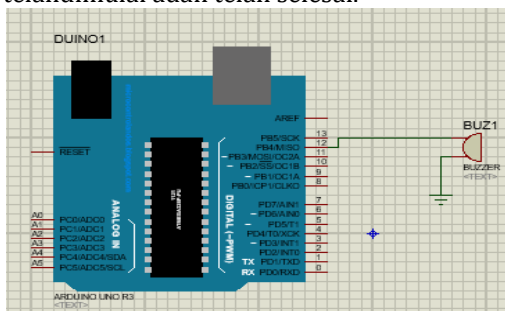 DUINO1
AREF
PB5/SCK 13
PB4/MISO 12
~PB3/MOSI/OC2A 11
~PB2/SS/OC1B 10
~PB1/OC1A 9
PB0/ICP1/CLKO 8
RESET
BUZ1
BUZZER
<TEXT>
PD7/AIN1 7
~PD6/AIN0 6
~PD5/T1 5
PD4/T0/XCK 4
~PD3/INT1 3
PD2/INT0 2
TX PD1/TXD 1
RX PD0/RXD 0
DIGITAL (~PWM)
ANALOG IN
A0 PC0/ADC0
A1 PC1/ADC1
A2 PC2/ADC2
A3 PC3/ADC3
A4 PC4/ADC4/SDA
A5 PC5/ADC5/SCL
ARDUINO UNO R3
<TEXT>